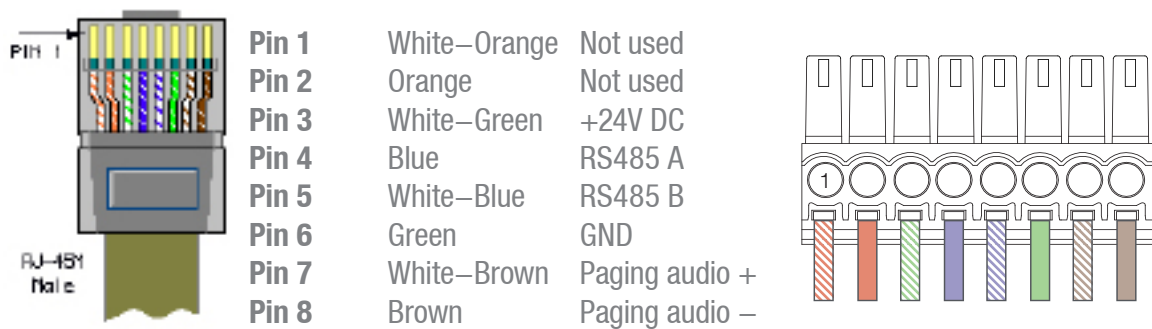 PIN 1
Pin 1 White–Orange Not used
Pin 2 Orange Not used
Pin 3 White–Green +24V DC
Pin 4 Blue RS485 A
Pin 5 White–Blue RS485 B
Pin 6 Green GND
Pin 7 White–Brown Paging audio +
Pin 8 Brown Paging audio –
RJ-45M
Male
1